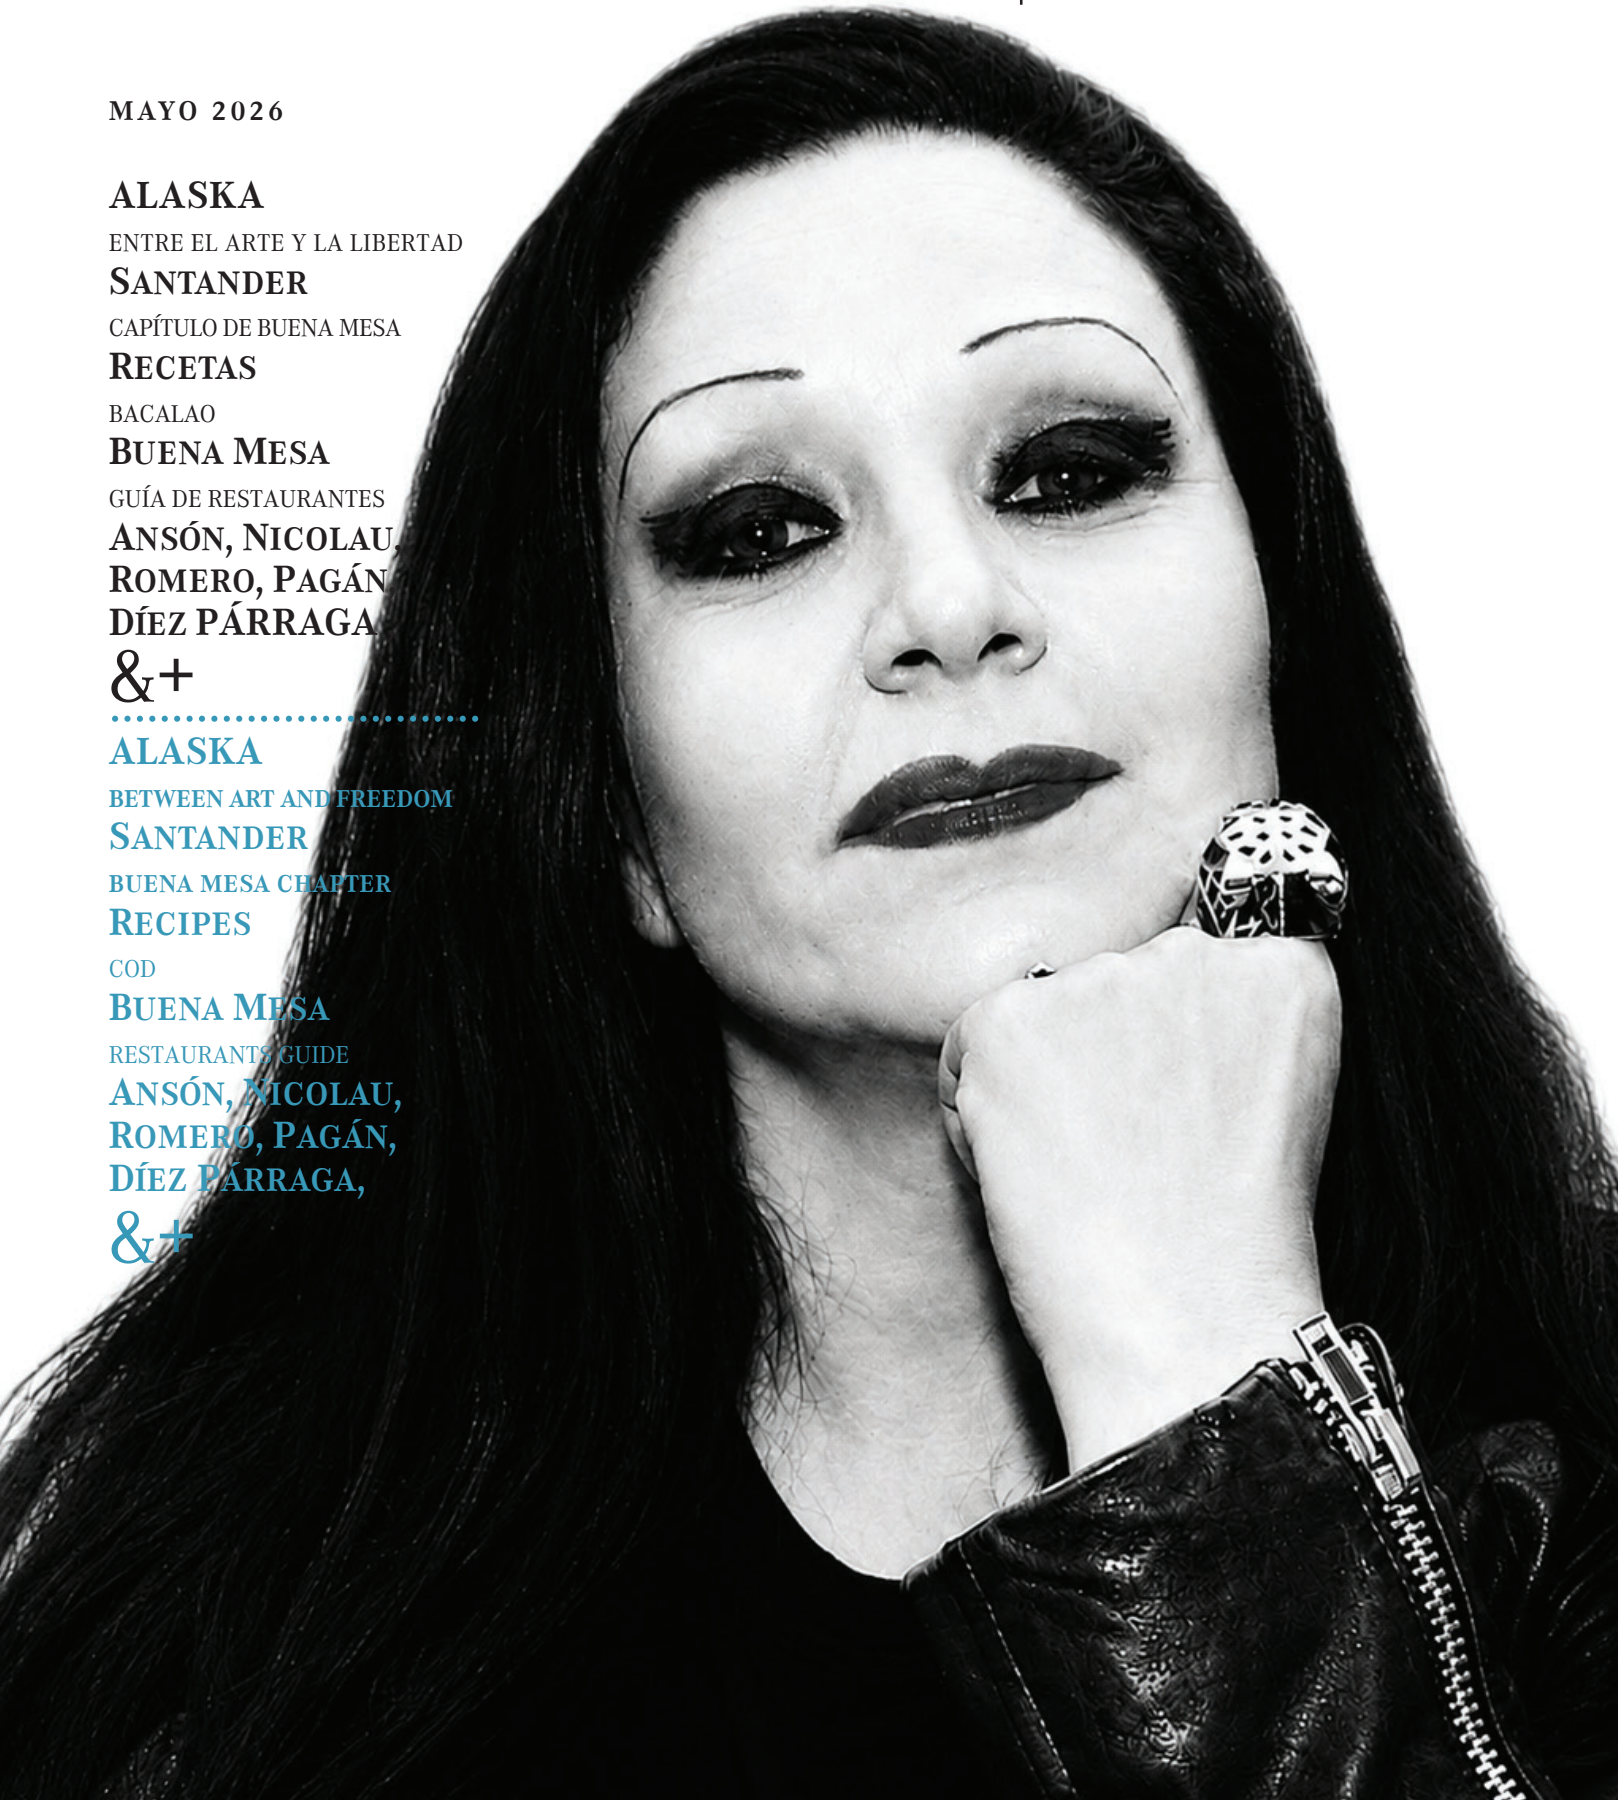 MAYO 2026
ALASKA
ENTRE EL ARTE Y LA LIBERTAD
SANTANDER
CAPÍTULO DE BUENA MESA
RECETAS
BACALAO
BUENA MESA
GUÍA DE RESTAURANTES
ANSÓN, NICOLAU,
ROMERO, PAGÁN
DÍEZ PÁRRAGA
&+
ALASKA
BETWEEN ART AND FREEDOM
SANTANDER
BUENA MESA CHAPTER
RECIPES
COD
BUENA MESA
RESTAURANTS GUIDE
ANSÓN, NICOLAU,
ROMERO, PAGÁN,
DÍEZ PÁRRAGA,
&+